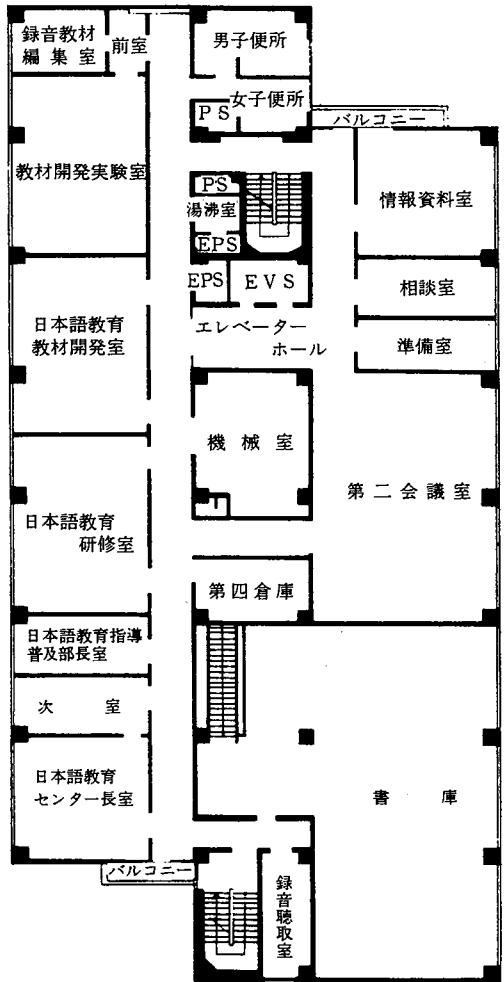 録音教材
編集室
前室
男子便所
女子便所
PS
バルコニー
教材開発実験室
PS
湯沸室
EPS
情報資料室
EPS
EVS
相談室
日本語教育
教材開発室
エレベーター
ホール
準備室
機械室
第二会議室
日本語教育
研修室
第四倉庫
日本語教育指導
普及部長室
次室
日本語教育
センター長室
書庫
バルコニー
録音聴取室